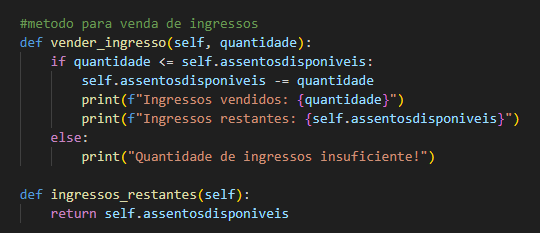 #metodo para venda de ingressos
def vender_ingresso(self, quantidade):
    if quantidade <= self.assentosdisponiveis:
        self.assentosdisponiveis -= quantidade
        print(f"Ingressos vendidos: {quantidade}")
        print(f"Ingressos restantes: {self.assentosdisponiveis}")
    else:
        print("Quantidade de ingressos insuficiente!")
def ingressos_restantes(self):
    return self.assentosdisponiveis